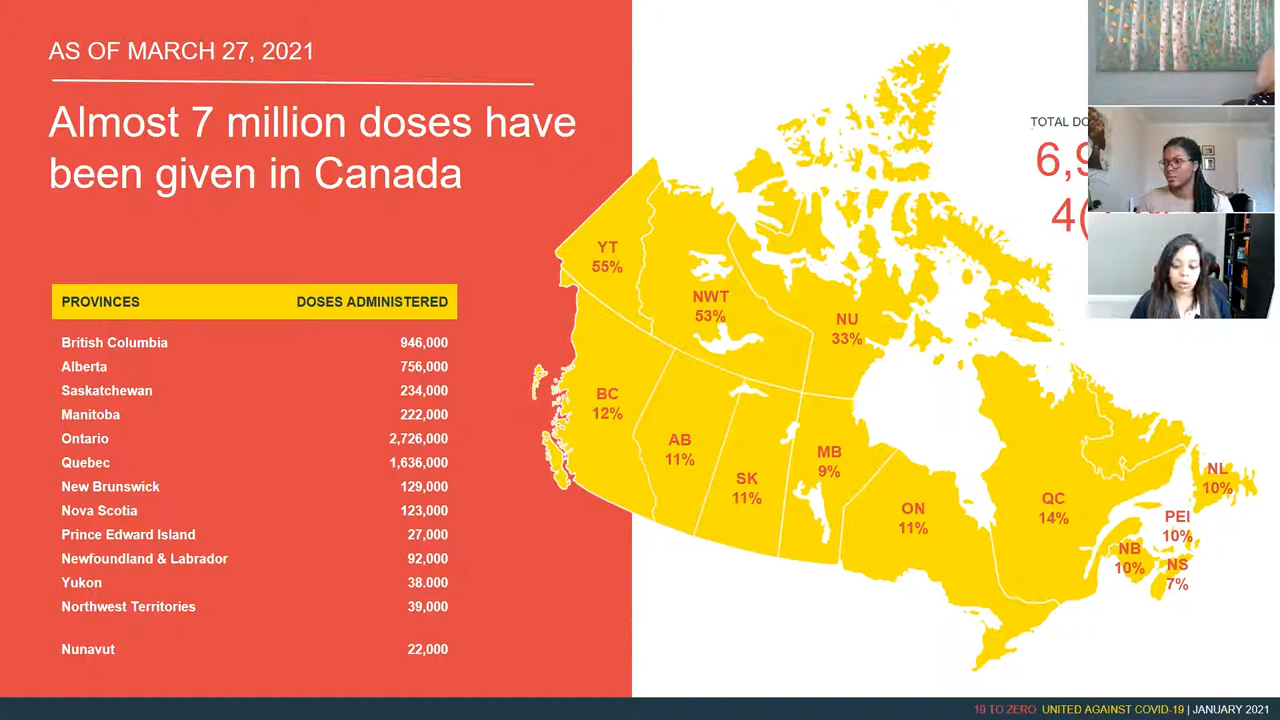 AS OF MARCH 27, 2021
Almost 7 million doses have
been given in Canada
PROVINCES DOSES ADMINISTERED
British Columbia 946,000
Alberta 756,000
Saskatchewan 234,000
Manitoba 222,000
Ontario 2,726,000
Quebec 1,636,000
New Brunswick 129,000
Nova Scotia 123,000
Prince Edward Island 27,000
Newfoundland & Labrador 92,000
Yukon 38.000
Northwest Territories 39,000
Nunavut 22,000
TOTAL
YT
55%
NWT
53%
NU
33%
BC
12%
AB
11%
SK
11%
MB
9%
ON
11%
QC
14%
NL
10%
PEI
10%
NB
10%
NS
7%
19 TO ZERO UNITED AGAINST COVID-19 | JANUARY 2021